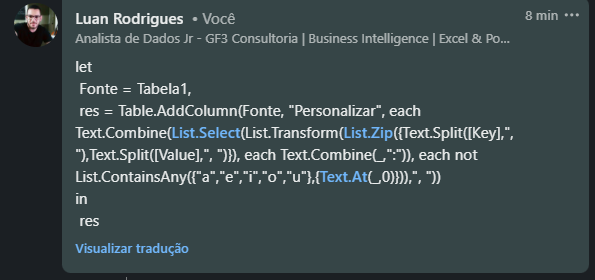 Luan Rodrigues • Você
8 min •••
Analista de Dados Jr - GF3 Consultoria | Business Intelligence | Excel & Po...
let
Fonte = Tabela1,
res = Table.AddColumn(Fonte, "Personalizar", each
Text.Combine(List.Select(List.Transform(List.Zip({Text.Split([Key],",
"),Text.Split([Value],", ")}), each Text.Combine(_,":")), each not
List.ContainsAny({"a","e","i","o","u"},{Text.At(_,0)})),", "))
in
res
Visualizar tradução